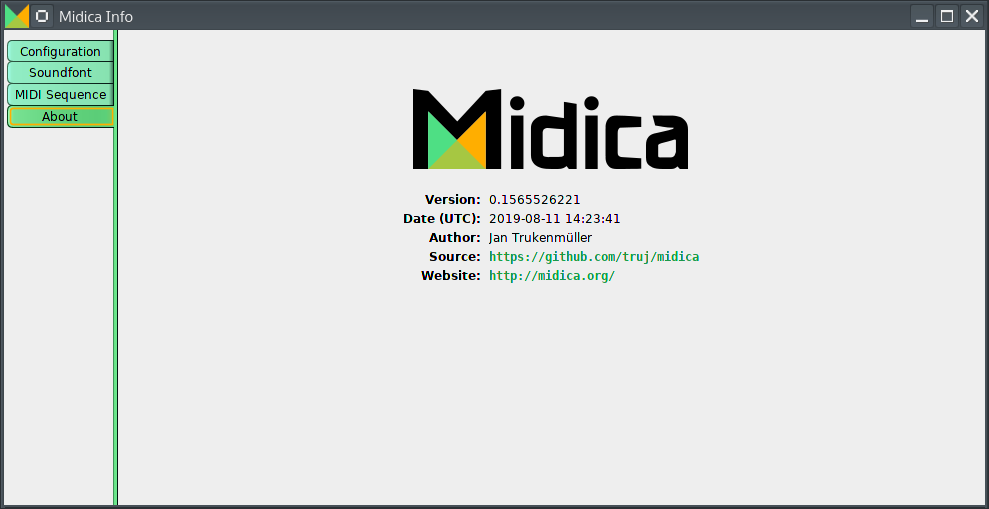 Midica Info
Configuration
Soundfont
MIDI Sequence
About
Midica
Version: 0.1565526221
Date (UTC): 2019-08-11 14:23:41
Author: Jan Trukenmüller
Source: https://github.com/truj/midica
Website: http://midica.org/